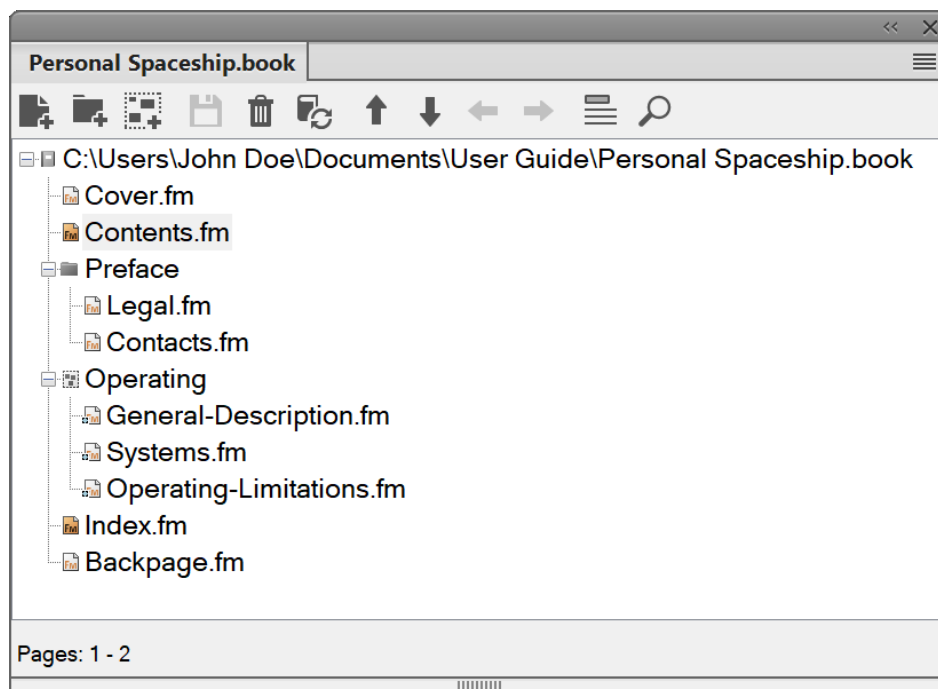 Personal Spaceship.book
C:\Users\John Doe\Documents\User Guide\Personal Spaceship.book
Cover.fm
Contents.fm
Preface
Legal.fm
Contacts.fm
Operating
General-Description.fm
Systems.fm
Operating-Limitations.fm
Index.fm
Backpage.fm
Pages: 1 - 2